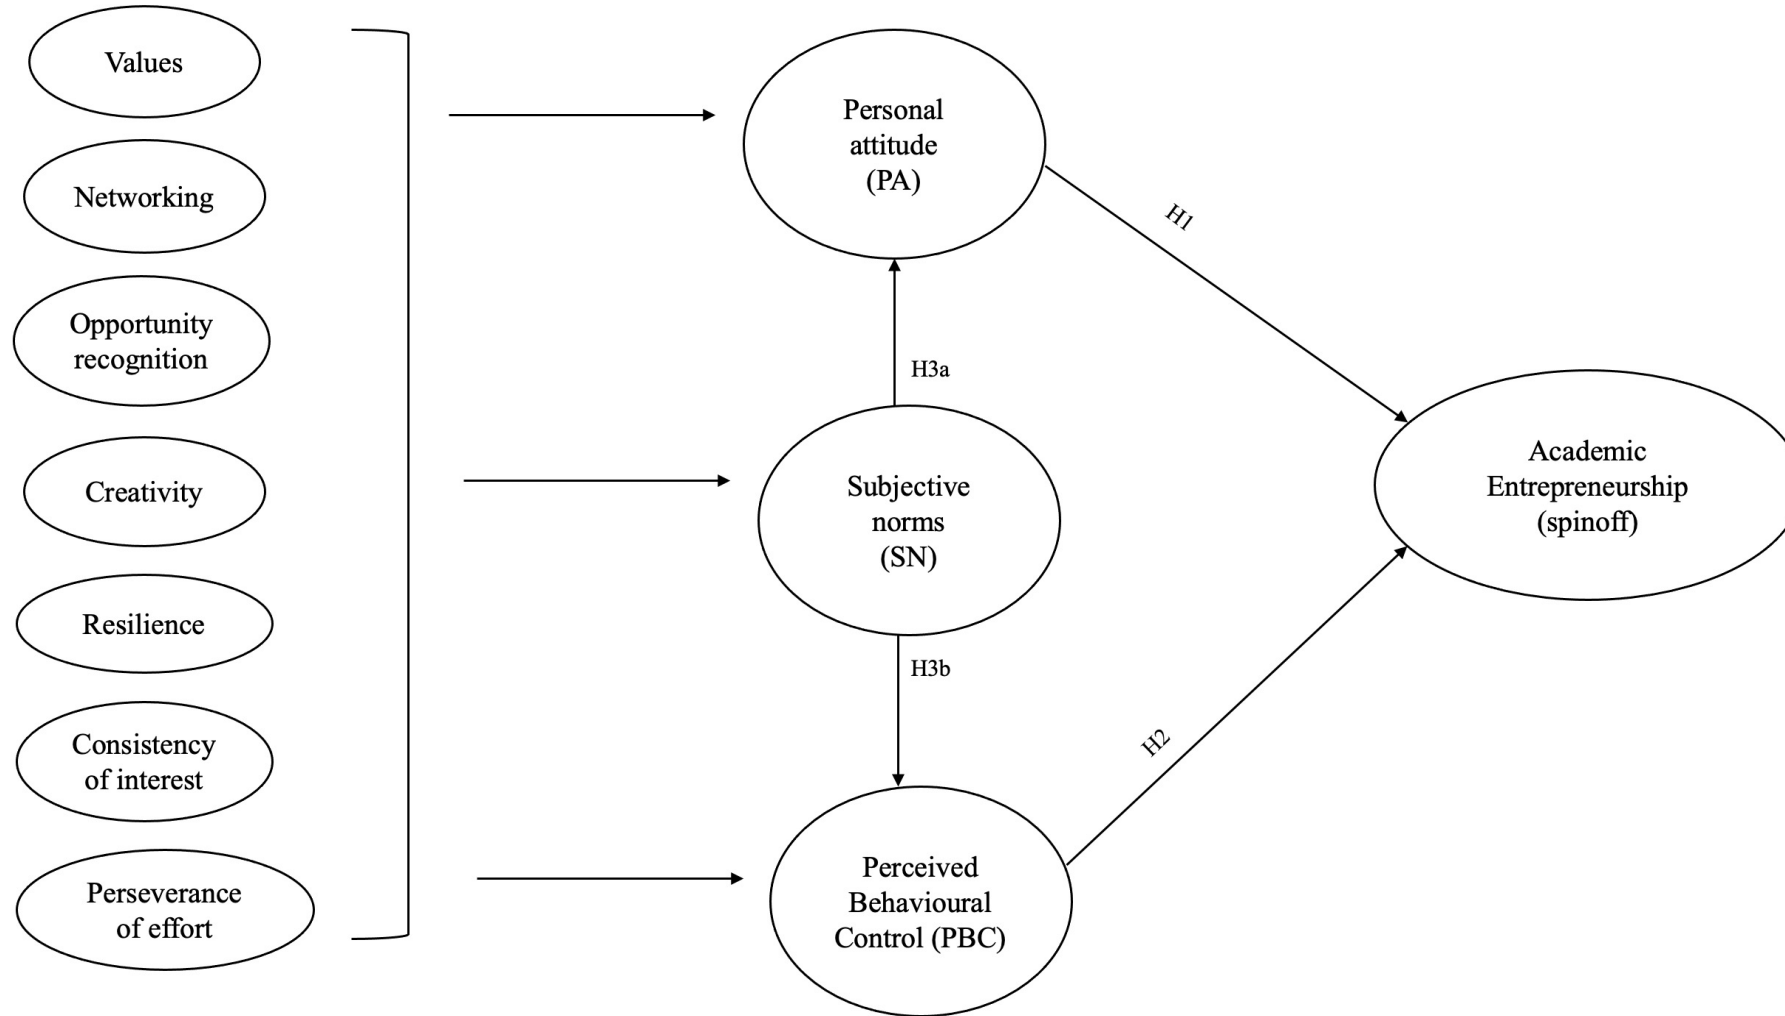 Values
Networking
Opportunity
recognition
Creativity
Resilience
Consistency
of interest
Perseverance
of effort
Personal
attitude
(PA)
H3a
Subjective
norms
(SN)
H3b
Perceived
Behavioural
Control (PBC)
H1
H2
Academic
Entrepreneurship
(spinoff)